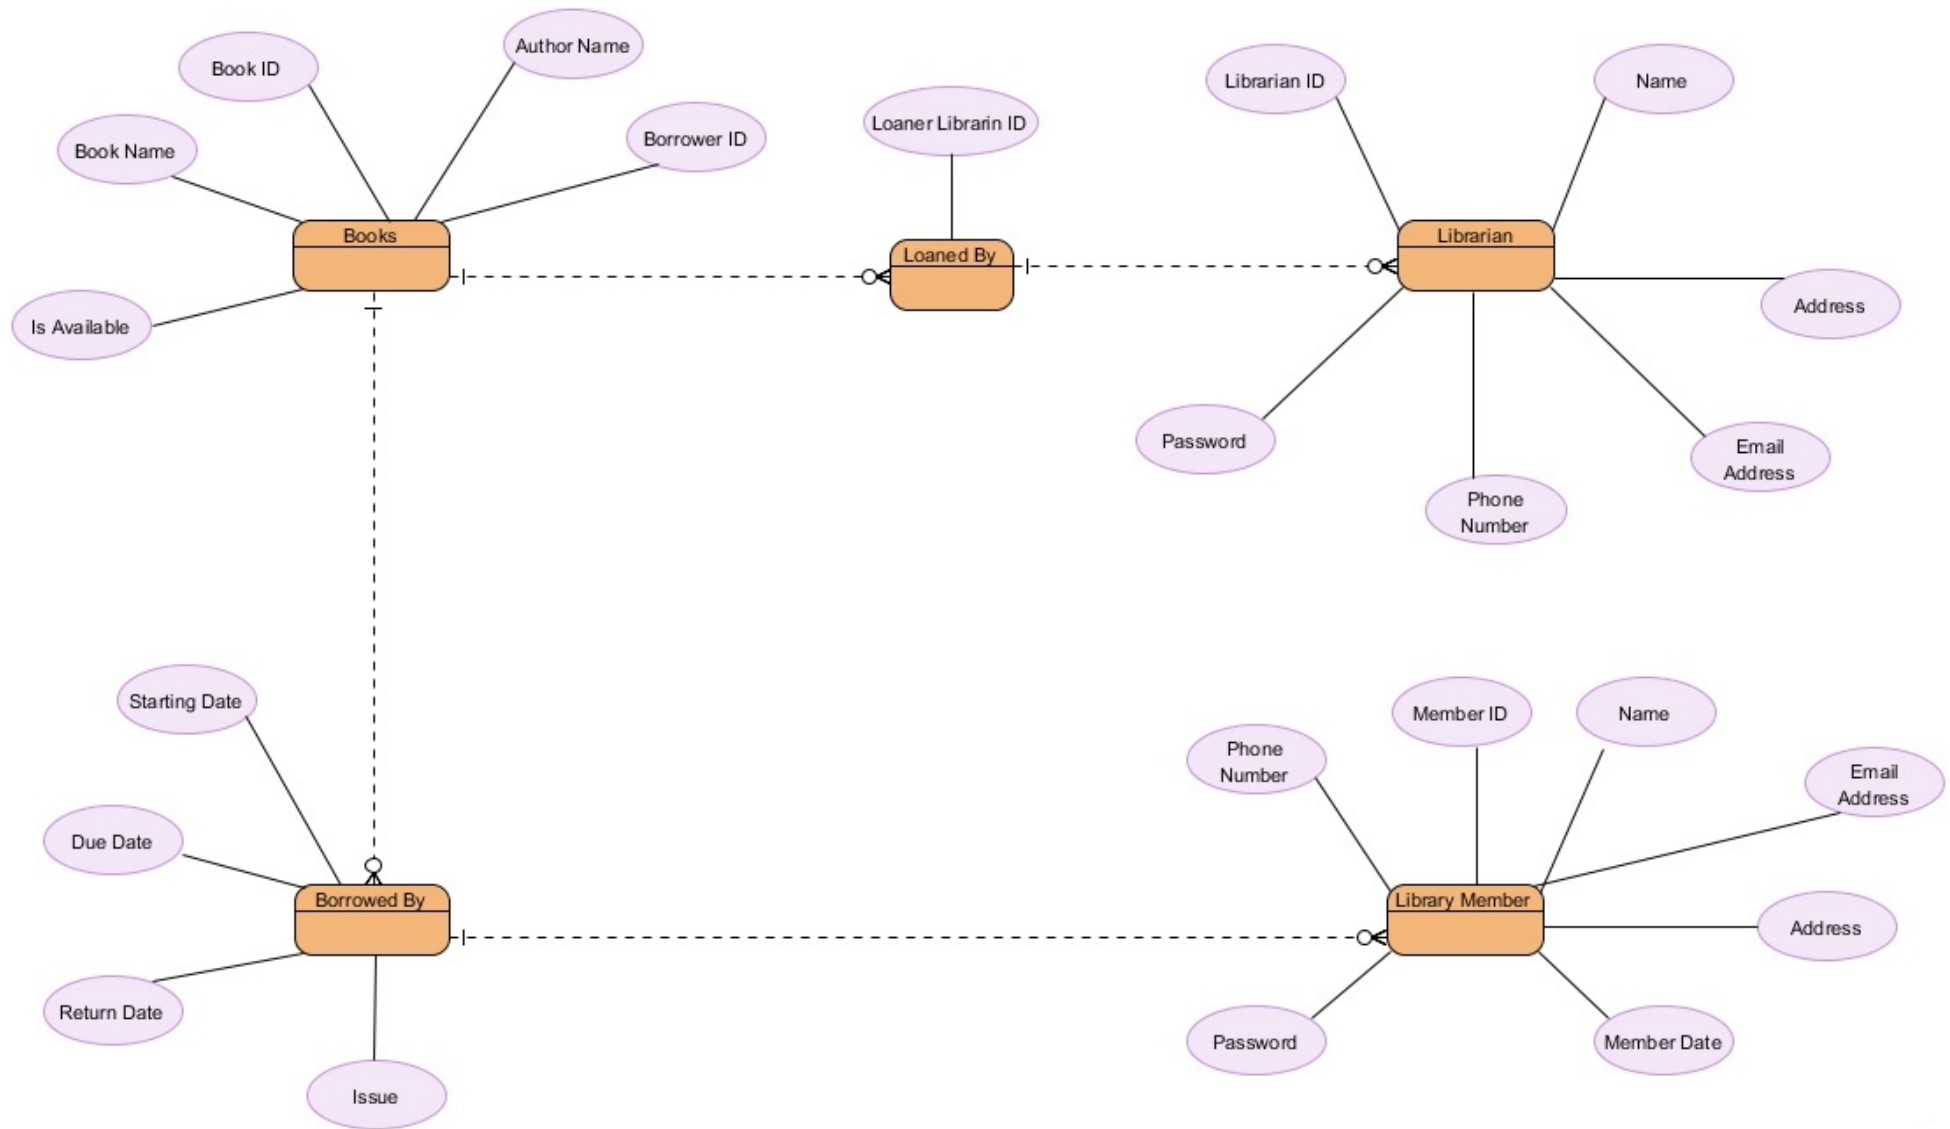 Author Name
Book ID
Librarian ID
Name
Loaner Librarin ID
Borrower ID
Book Name
Books
Librarian
Loaned By
Address
Is Available
Password
Email
Address
Phone
Number
Starting Date
Member ID
Name
Phone
Number
Email
Address
Due Date
Borrowed By
Library Member
Address
Return Date
Password
Member Date
Issue